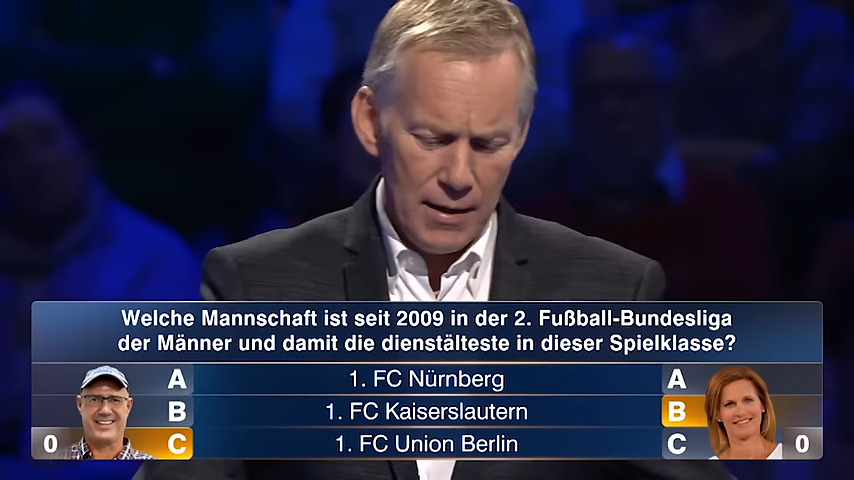 Welche Mannschaft ist seit 2009 in der 2. Fußball-Bundesliga
der Männer und damit die dienstälteste in dieser Spielklasse?
A 1. FC Nürnberg A
B 1. FC Kaiserslautern B
0 C 1. FC Union Berlin C 0